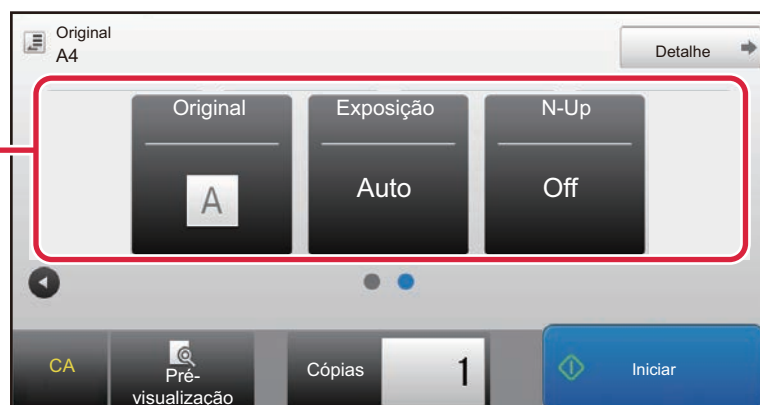 Original
A4
Detalhe
Original
Exposição
N-Up
A
Auto
Off
CA
Pré-
visualização
Cópias
1
Iniciar